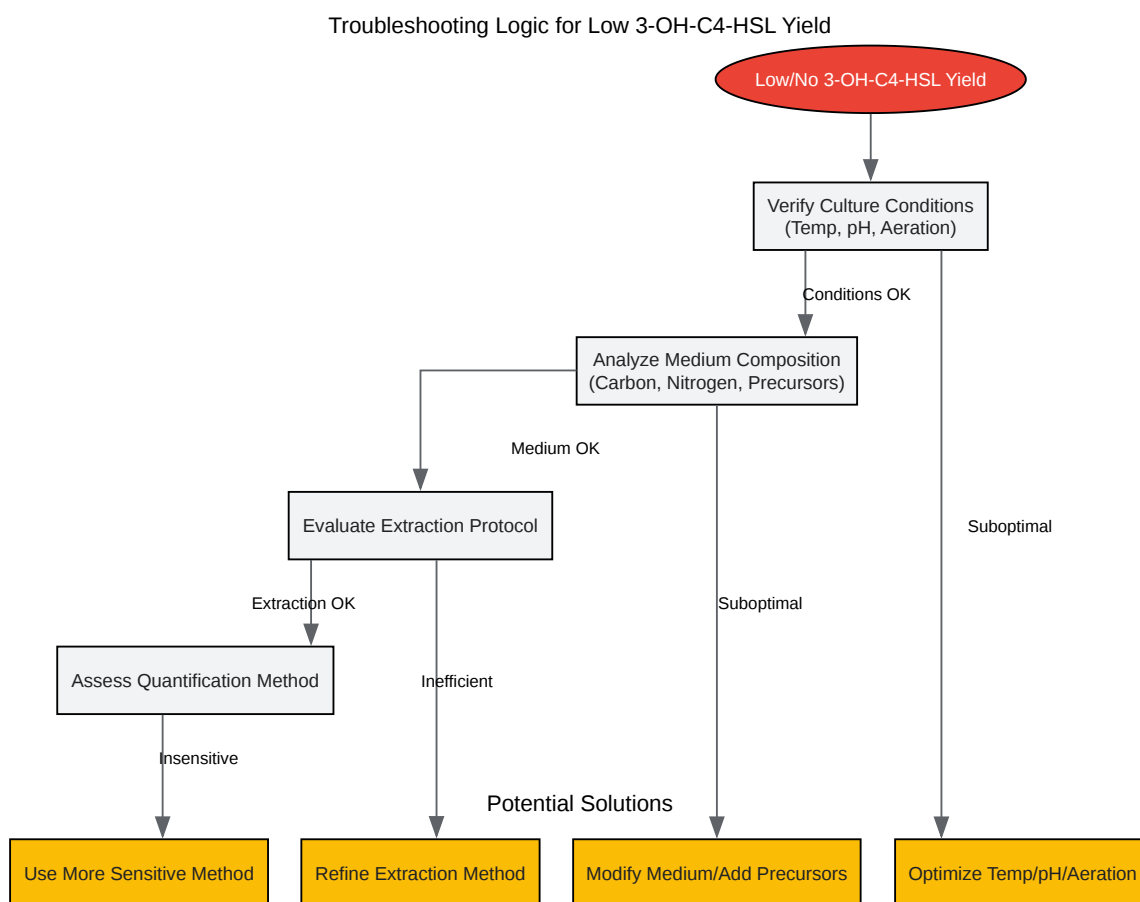 Troubleshooting Logic for Low 3-OH-C4-HSL Yield
Low/No 3-OH-C4-HSL Yield
Verify Culture Conditions
(Temp, pH, Aeration)
Conditions OK
Analyze Medium Composition
(Carbon, Nitrogen, Precursors)
Medium OK
Evaluate Extraction Protocol
Suboptimal
Extraction OK
Suboptimal
Assess Quantification Method
Inefficient
Insensitive
Potential Solutions
Use More Sensitive Method
Refine Extraction Method
Modify Medium/Add Precursors
Optimize Temp/pH/Aeration